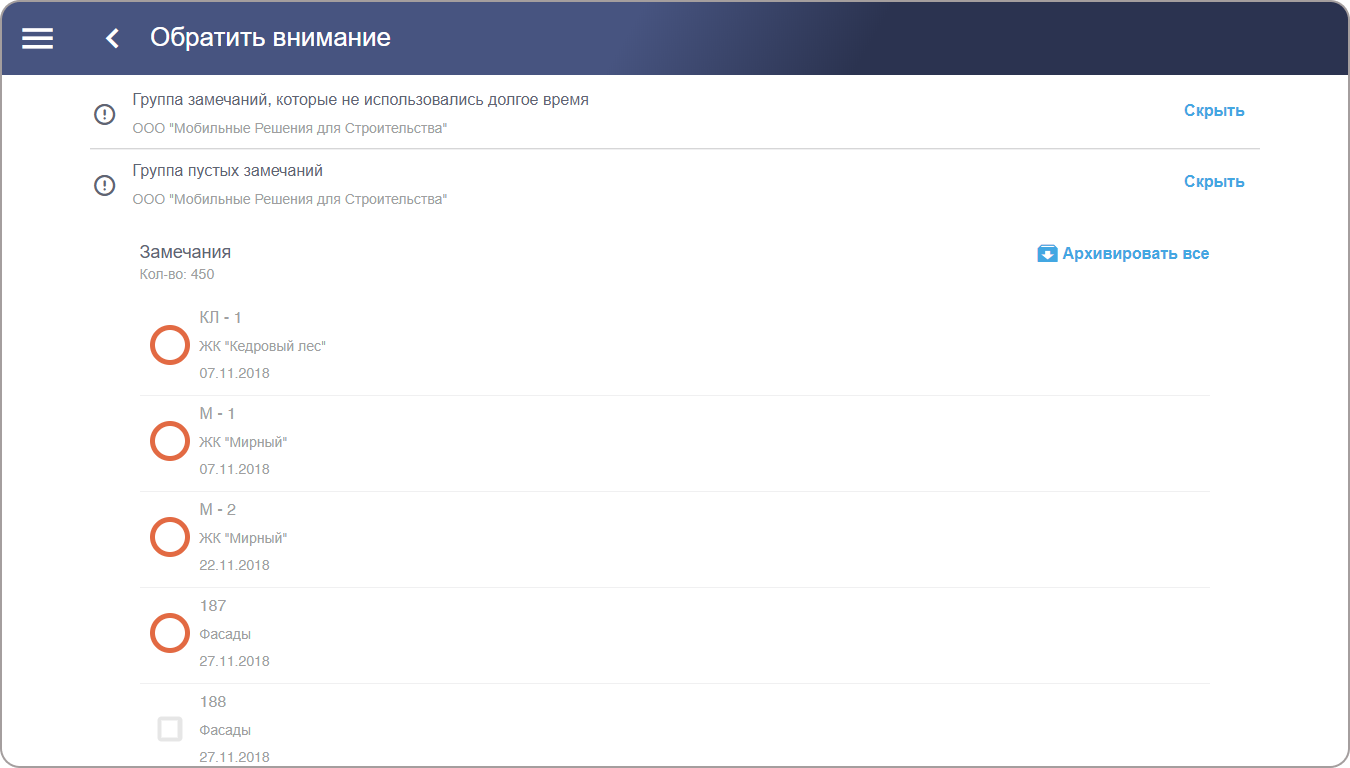 Обратить внимание
Группа замечаний, которые не использовались долгое время
Скрыть
ООО "Мобильные Решения для Строительства"
Группа пустых замечаний
Скрыть
ООО "Мобильные Решения для Строительства"
Замечания
Архивировать все
Кол-во: 450
КЛ - 1
ЖК "Кедровый лес"
07.11.2018
М - 1
ЖК "Мирный"
07.11.2018
М - 2
ЖК "Мирный"
22.11.2018
187
Фасады
27.11.2018
188
Фасады
27.11.2018